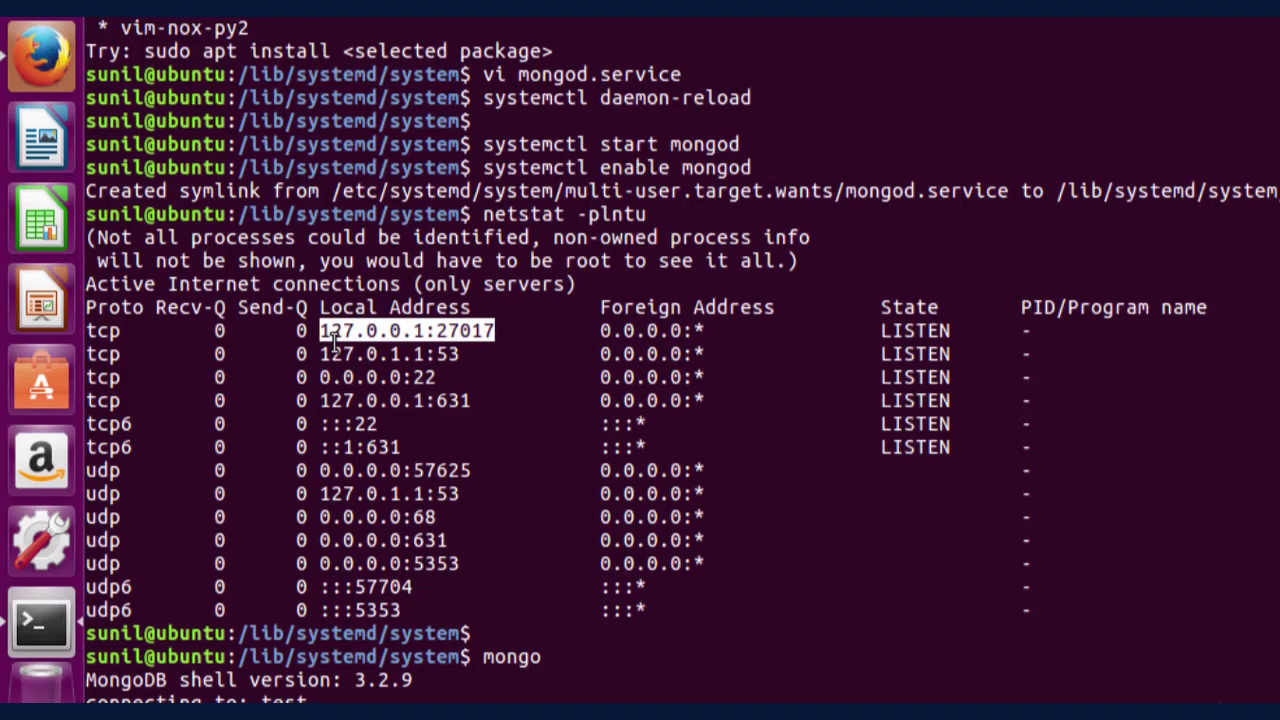 * vim-nox-py2
Try: sudo apt install <selected package>
sunil@ubuntu:/lib/systemd/system$ vi mongod.service
sunil@ubuntu:/lib/systemd/system$ systemctl daemon-reload
sunil@ubuntu:/lib/systemd/system$
sunil@ubuntu:/lib/systemd/system$ systemctl start mongod
sunil@ubuntu:/lib/systemd/system$ systemctl enable mongod
Created symlink from /etc/systemd/system/multi-user.target.wants/mongod.service to /lib/systemd/system
sunil@ubuntu:/lib/systemd/system$ netstat -plntu
(Not all processes could be identified, non-owned process info
will not be shown, you would have to be root to see it all.)
Active Internet connections (only servers)
Proto Recv-Q Send-Q Local Address Foreign Address State PID/Program name
tcp 0 0 127.0.0.1:27017 0.0.0.0:* LISTEN -
tcp 0 0 127.0.1.1:53 0.0.0.0:* LISTEN -
tcp 0 0 0.0.0.0:22 0.0.0.0:* LISTEN -
tcp 0 0 127.0.0.1:631 0.0.0.0:* LISTEN -
tcp6 0 0 :::22 :::* LISTEN -
tcp6 0 0 ::1:631 :::* LISTEN -
udp 0 0 0.0.0.0:57625 0.0.0.0:* -
udp 0 0 127.0.1.1:53 0.0.0.0:* -
udp 0 0 0.0.0.0:68 0.0.0.0:* -
udp 0 0 0.0.0.0:631 0.0.0.0:* -
udp 0 0 0.0.0.0:5353 0.0.0.0:* -
udp6 0 0 :::57704 :::* -
udp6 0 0 :::5353 :::* -
sunil@ubuntu:/lib/systemd/system$
sunil@ubuntu:/lib/systemd/system$ mongo
MongoDB shell version: 3.2.9
connecting to: test